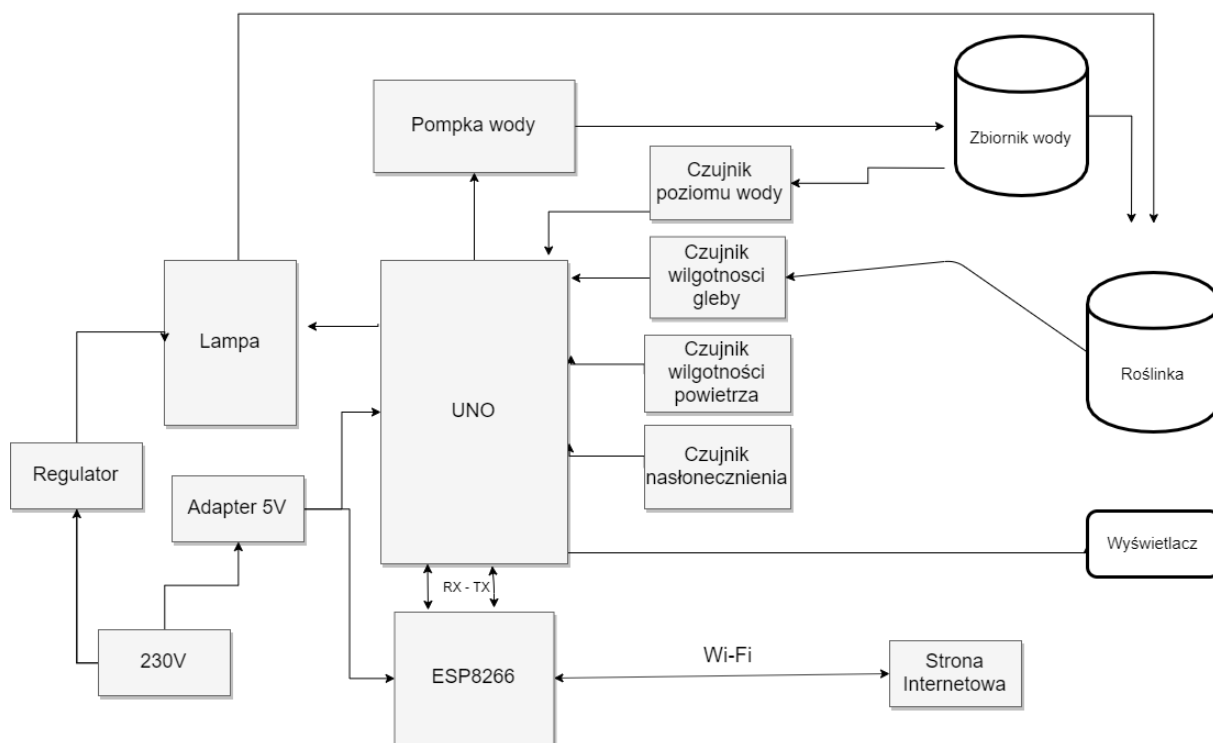 Pompka wody
Zbiornik wody
Czujnik
poziomu wody
Czujnik
wilgotnosci
gleby
Lampa
Czujnik
wilgotności
powietrza
Roślinka
UNO
Czujnik
nasłonecznienia
Regulator
Adapter 5V
Wyświetlacz
RX - TX
230V
ESP8266
Wi-Fi
Strona
Internetowa